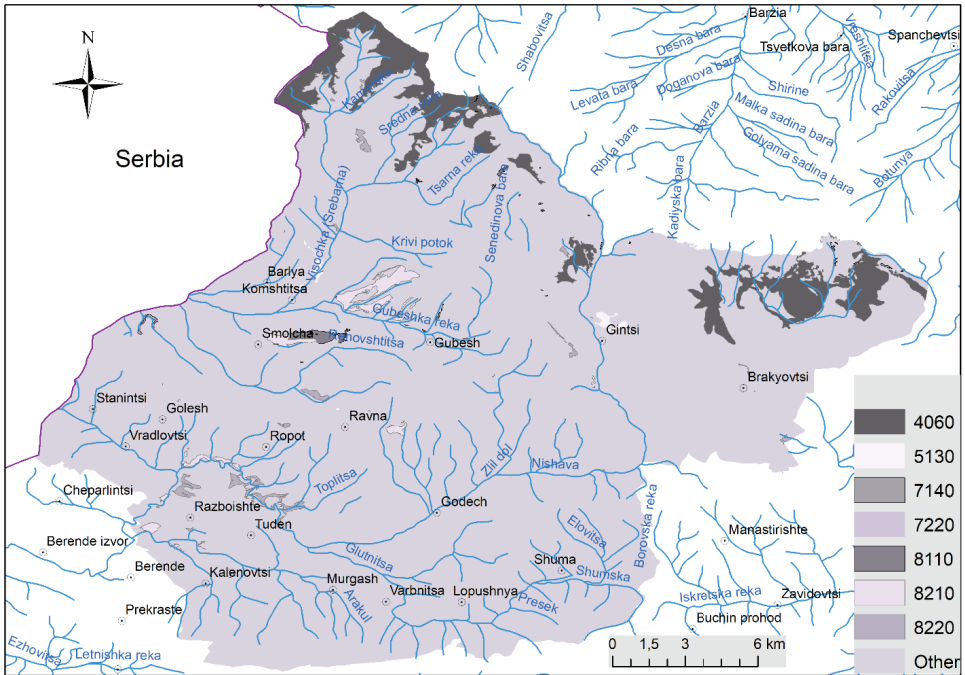 Barzia
Spanchevtsi
Vreshtitsa
Tsvetkova bara
Desna bara
Shabovitsa
N
Doganova bara
Shirine
Rakovitsa
Levata bara
Malka sadina bara
Sredna
Barzia
Golyama sadina bara
Serbia
Ribna bara
Botunya
Tsarna reka
Kadiyska bara
Senedinova bara
Visochka (Srebarna)
Krivi potok
Barlya
Komshtitsa
Gubeshka reka
Smolcha
Gubesh
Gintsi
Brakyovtsi
Stanintsi
Golesh
Ravna
4060
Vradlovtsi
Ropot
5130
Zlil dol
Nishava
7140
Cheparlintsi
Toplitsa
Razboishte
Godech
7220
Tuden
Elovitsa
Borovska reka
Manastirishte
Berende izvor
Glutnitsa
8110
Berende
Kalenovtsi
Shuma
Shumska
Murgash
Varbnitsa
Lopushnya
8210
Arakul
Presek
Iskretska reka
Zavidovtsi
Prekraste
Buchin prohod
8220
Ezhovitsa
Letnishka reka
0 1,5 3 6 km
Other